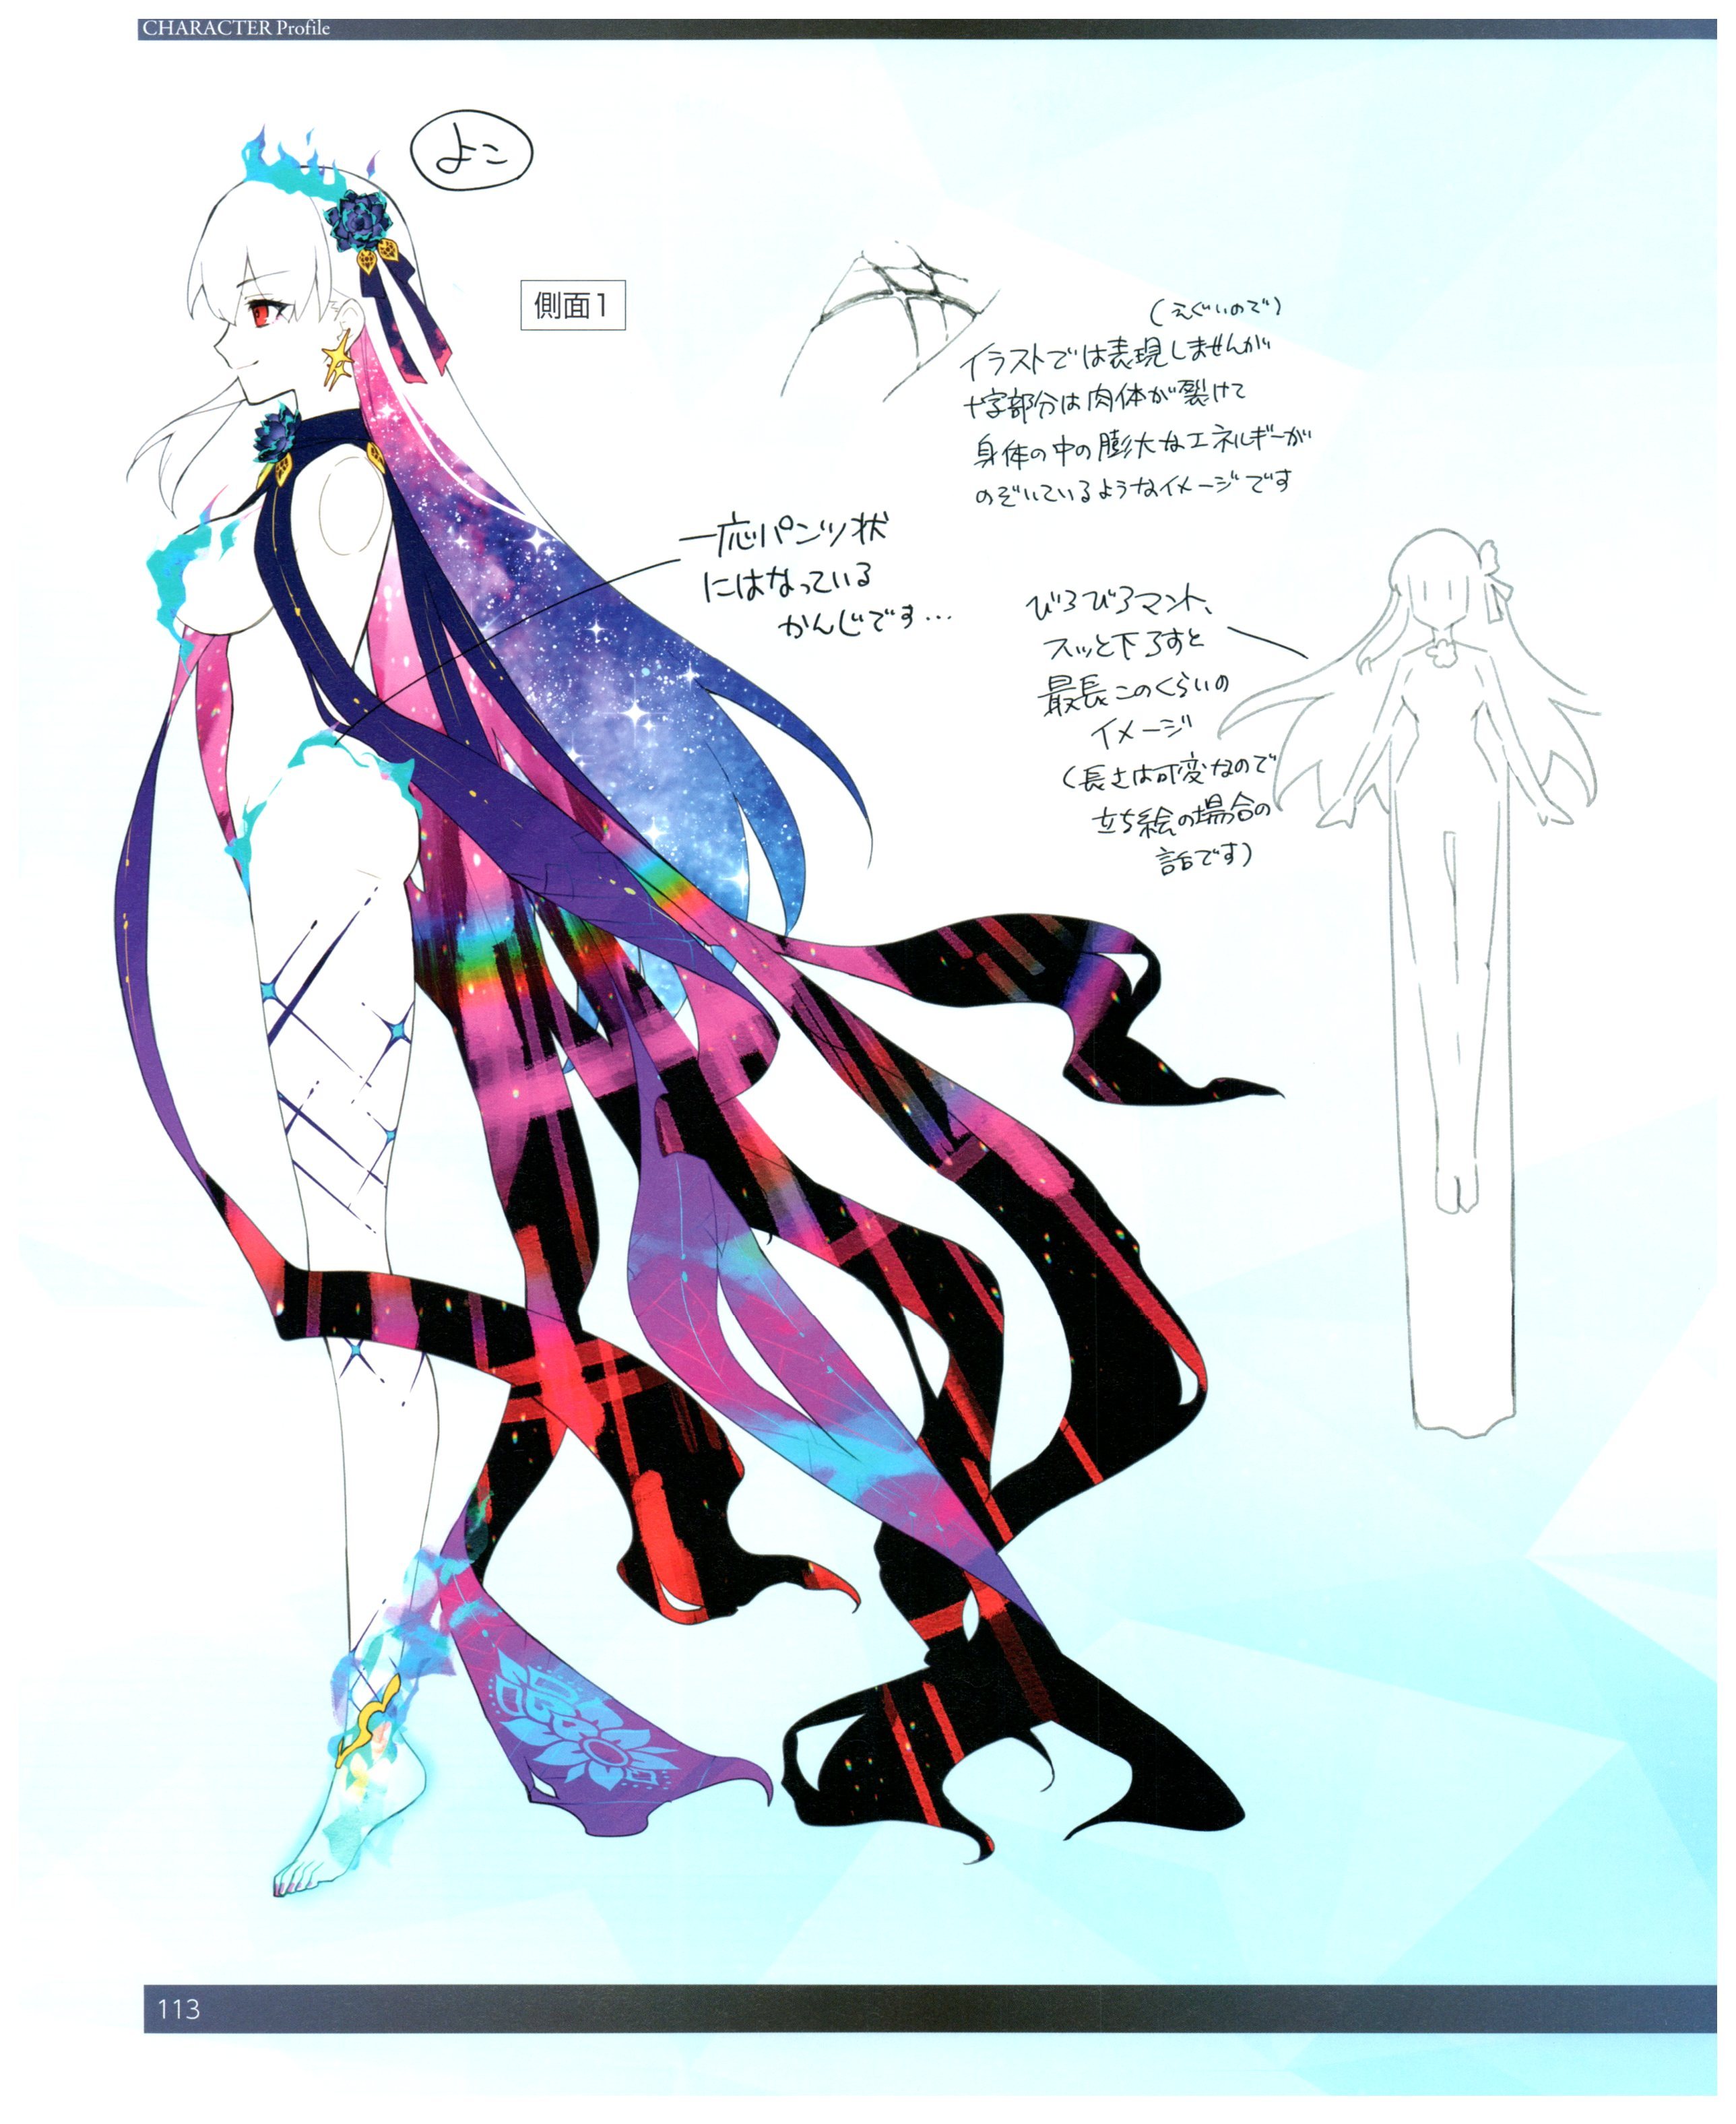 CHARACTER Profile
よこ
側面1
(えぐいので)
イラストでは表現しませんが
十字部分は肉体が裂けて
身体の中の膨大なエネルギーが
のぞいているようなイメージです
一応パンツ状
にはなっている
かんじです…
びろびろマント、
スッと下ろすと
最長このくらいの
イメージ
(長さは可変なので
立ち絵の場合の
話です)
113